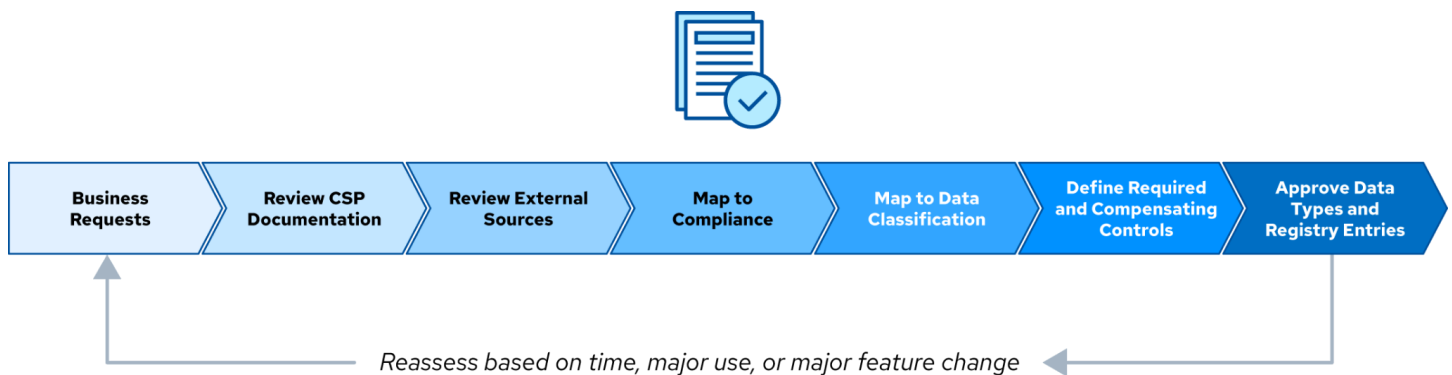 Business
Requests
Review CSP
Documentation
Review External
Sources
Map to
Compliance
Map to Data
Classification
Define Required
and Compensating
Controls
Approve Data
Types and
Registry Entries
Reassess based on time, major use, or major feature change